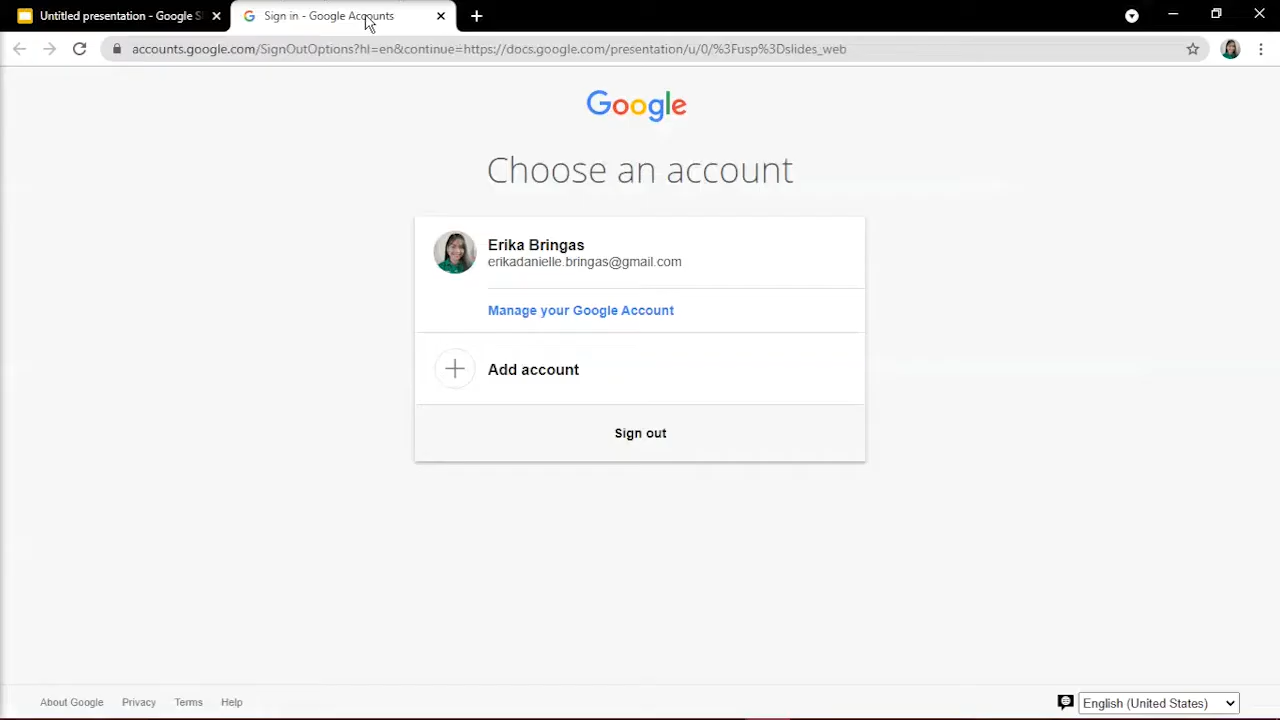 Untitled presentation - Google S
Sign in - Google Accounts
accounts.google.com/SignOutOptions?hl=en&continue=https://docs.google.com/presentation/u/0/%3Fusp%3Dslides_web
Google
Choose an account
Erika Bringas
erikadanielle.bringas@gmail.com
Manage your Google Account
Add account
Sign out
About Google Privacy Terms Help
English (United States)